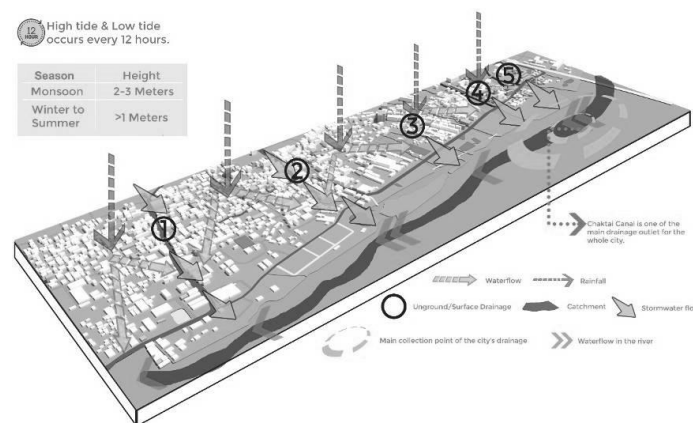 12
HOUR
High tide & Low tide
occurs every 12 hours.
Season Height
Monsoon 2-3 Meters
Winter to
Summer >1 Meters
1
2
3
4
5
Chaktai Canal is one of the
main drainage outlet for the
whole city.
Waterflow
Rainfall
Unground/Surface Drainage
Catchment
Stormwater flo
Main collection point of the city's drainage
Waterflow in the river